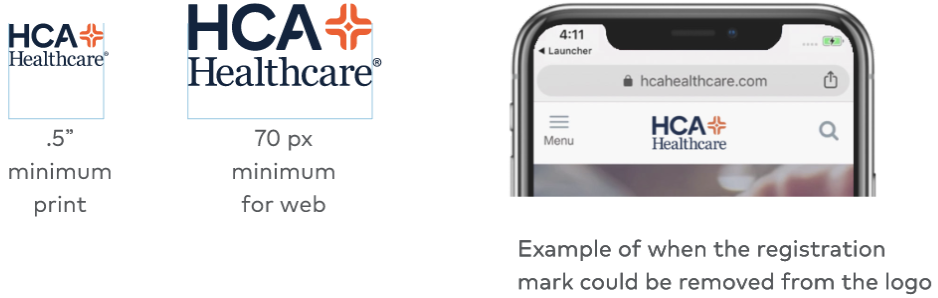 HCA
Healthcare®
.5”
minimum
print
HCA
Healthcare®
70 px
minimum
for web
4:11
◀ Launcher
hcahealthcare.com
Menu
HCA
Healthcare
Example of when the registration
mark could be removed from the logo